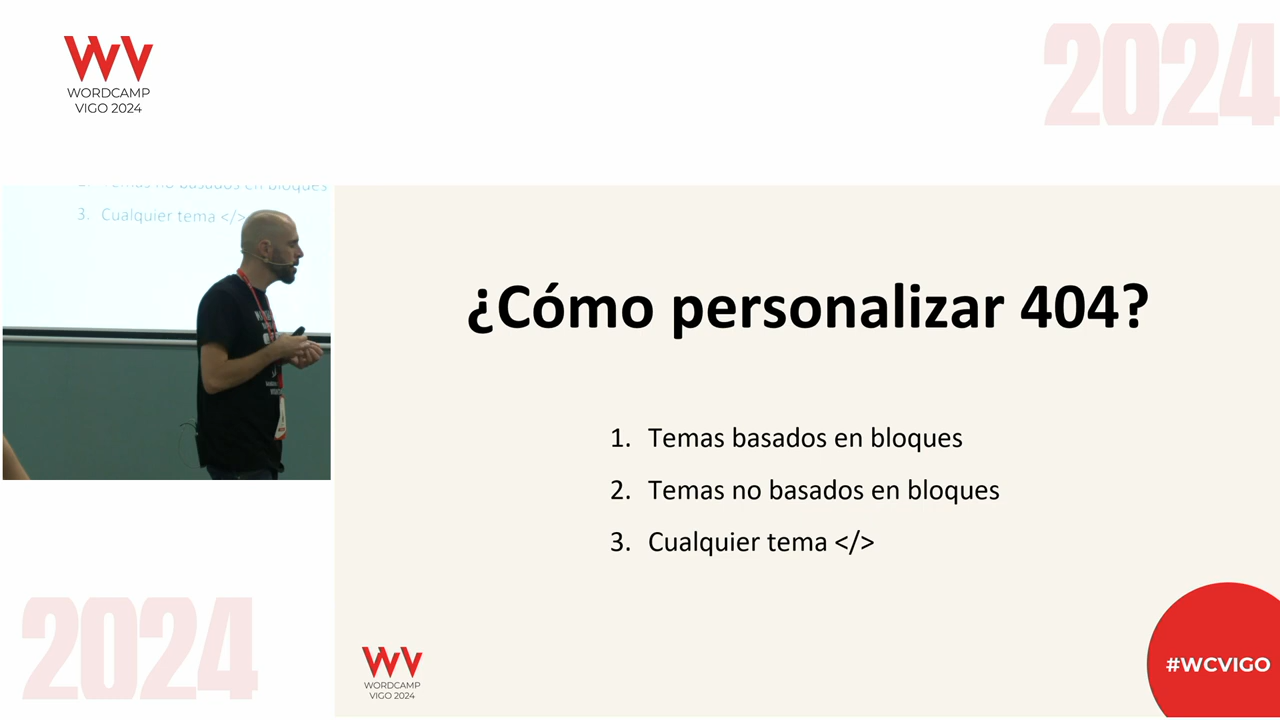 WORDCAMP
VIGO 2024
2024
3. Cualquier tema </>
¿Cómo personalizar 404?
1. Temas basados en bloques
2. Temas no basados en bloques
3. Cualquier tema </>
2024
WORDCAMP
VIGO 2024
#WCVIGO